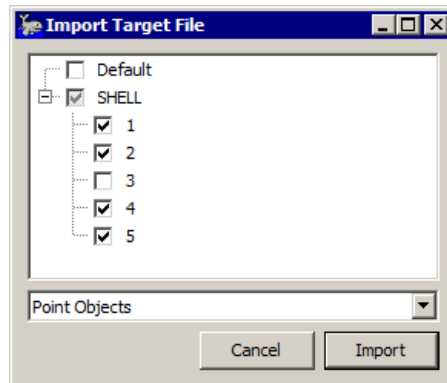 Import Target File
Default
SHELL
1
2
3
4
5
Point Objects
Cancel
Import